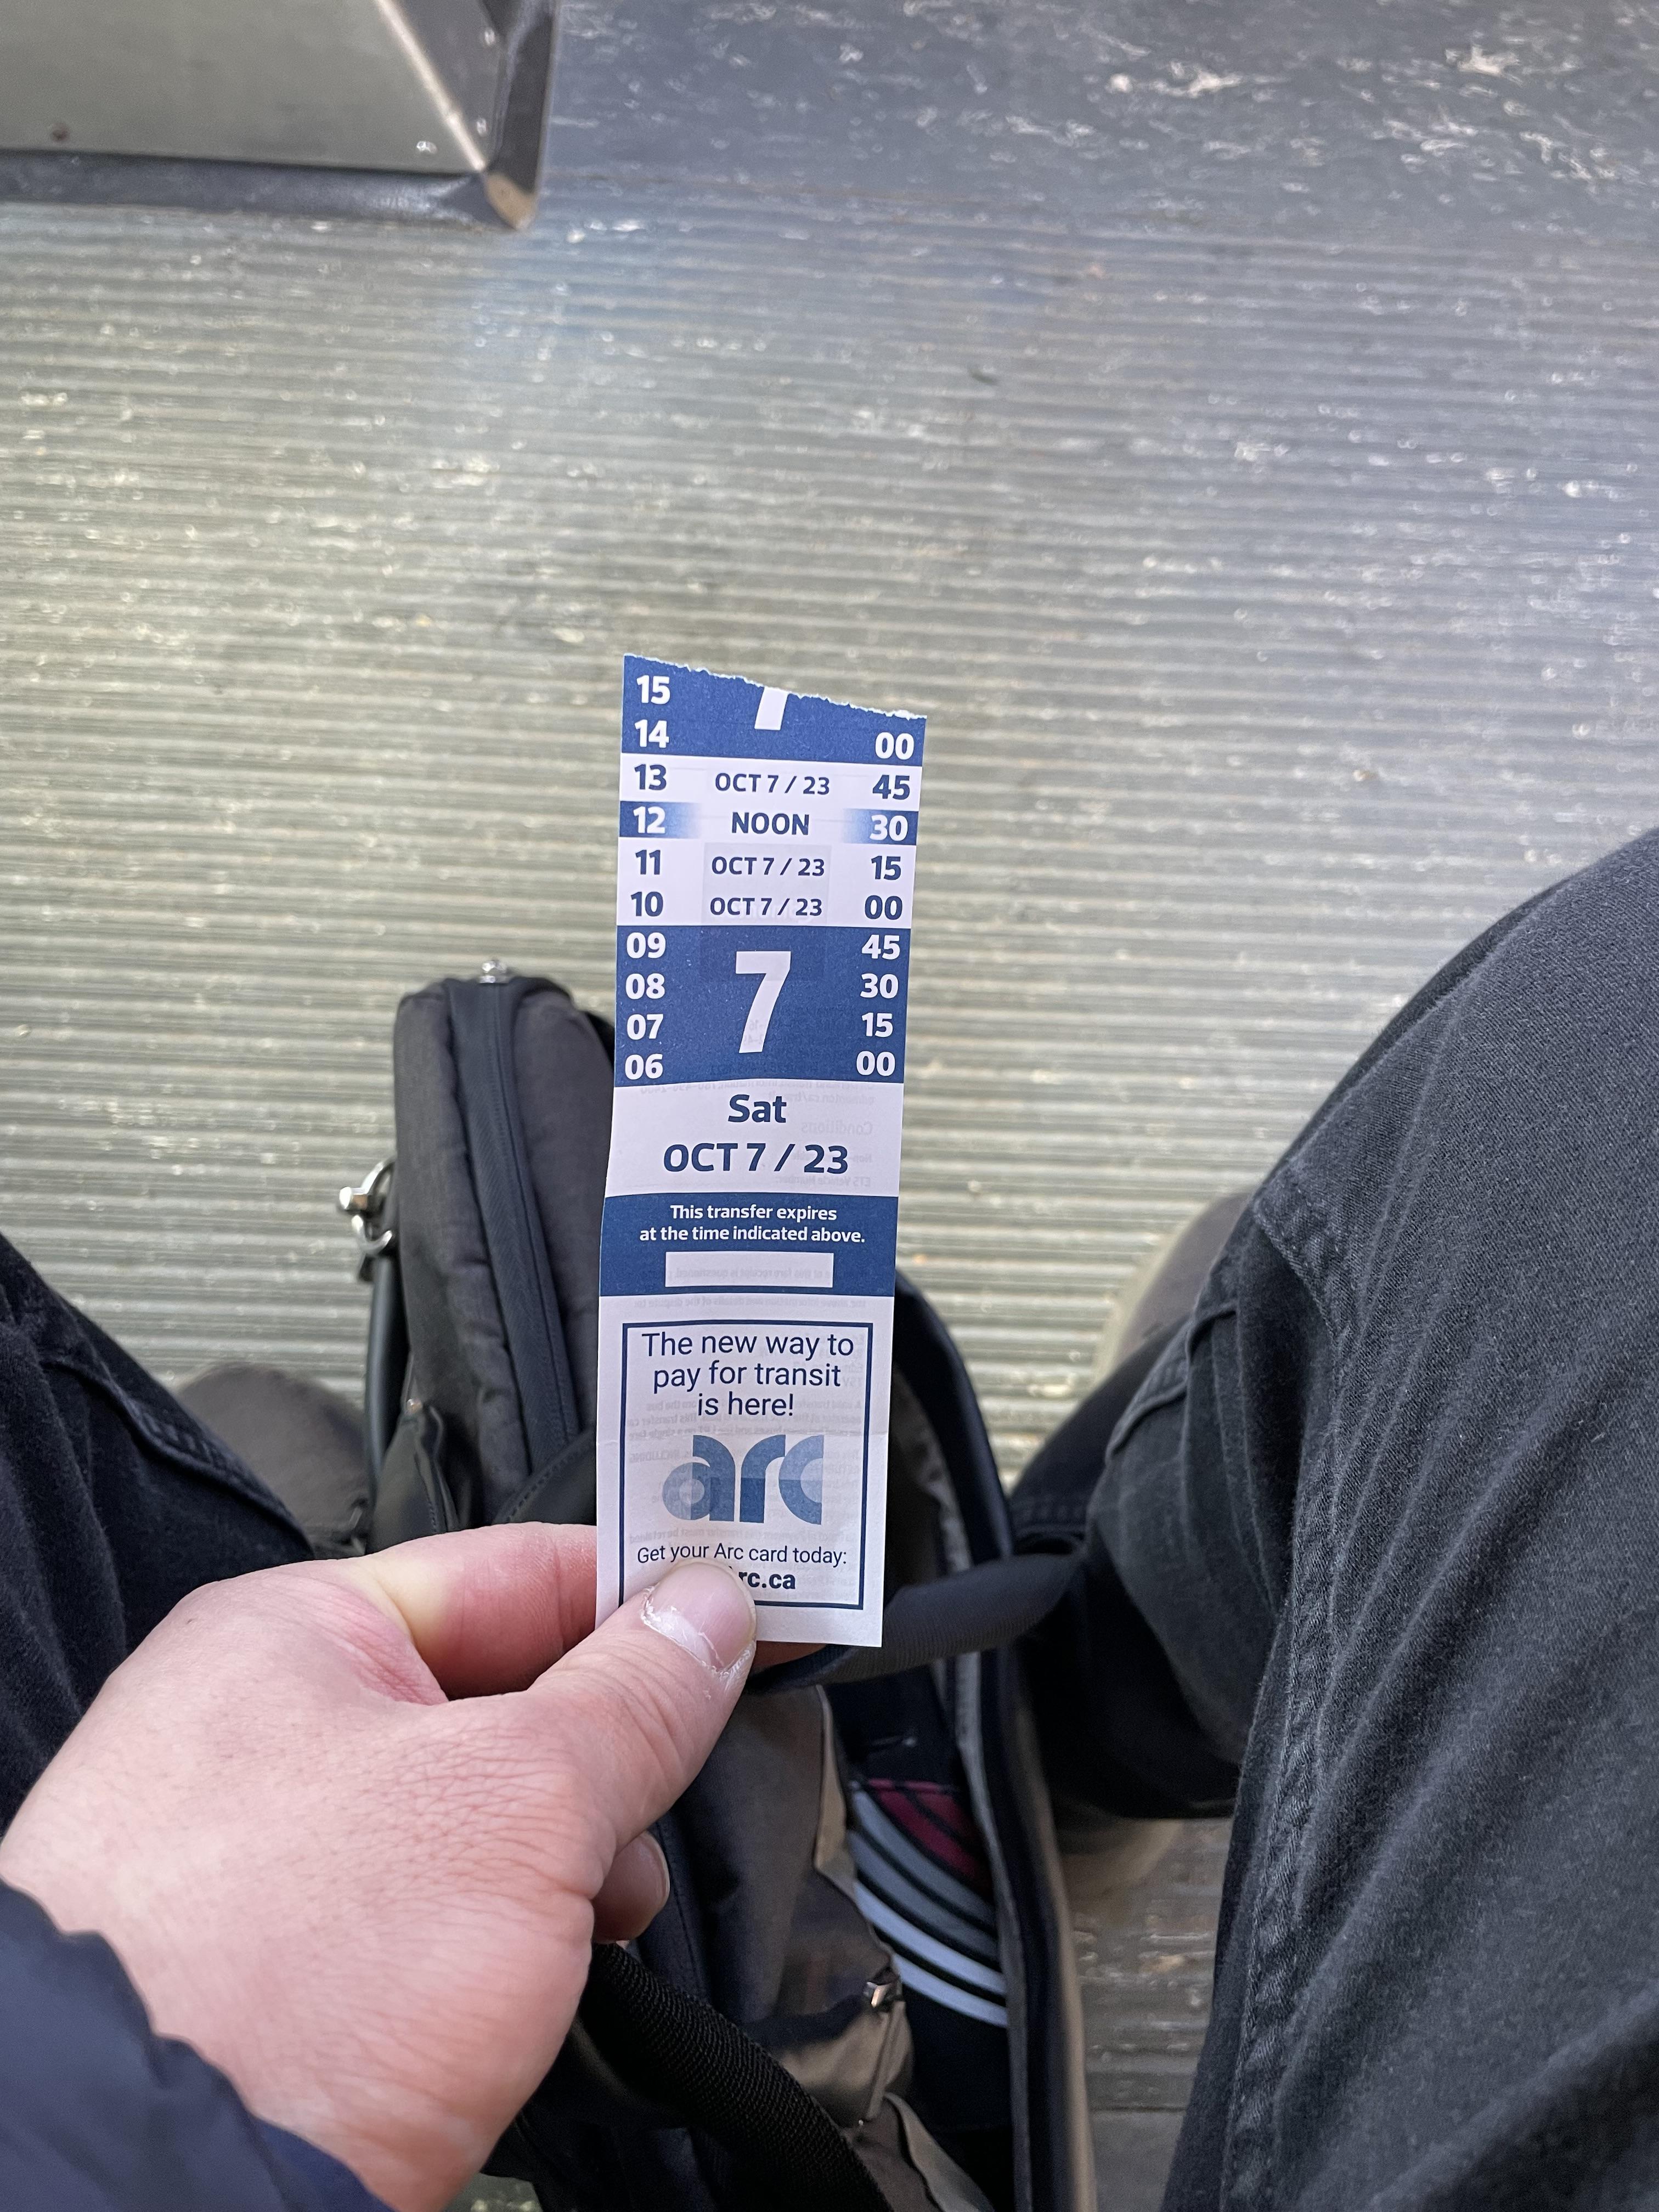 15
14 00
13 OCT 7 / 23 45
12 NOON 30
11 OCT 7 / 23 15
10 OCT 7 / 23 00
09 45
08 7 30
07 15
06 00
Sat
OCT 7 / 23
This transfer expires
at the time indicated above.
The new way to
pay for transit
is here!
arc
Get your Arc card today:
rc.ca